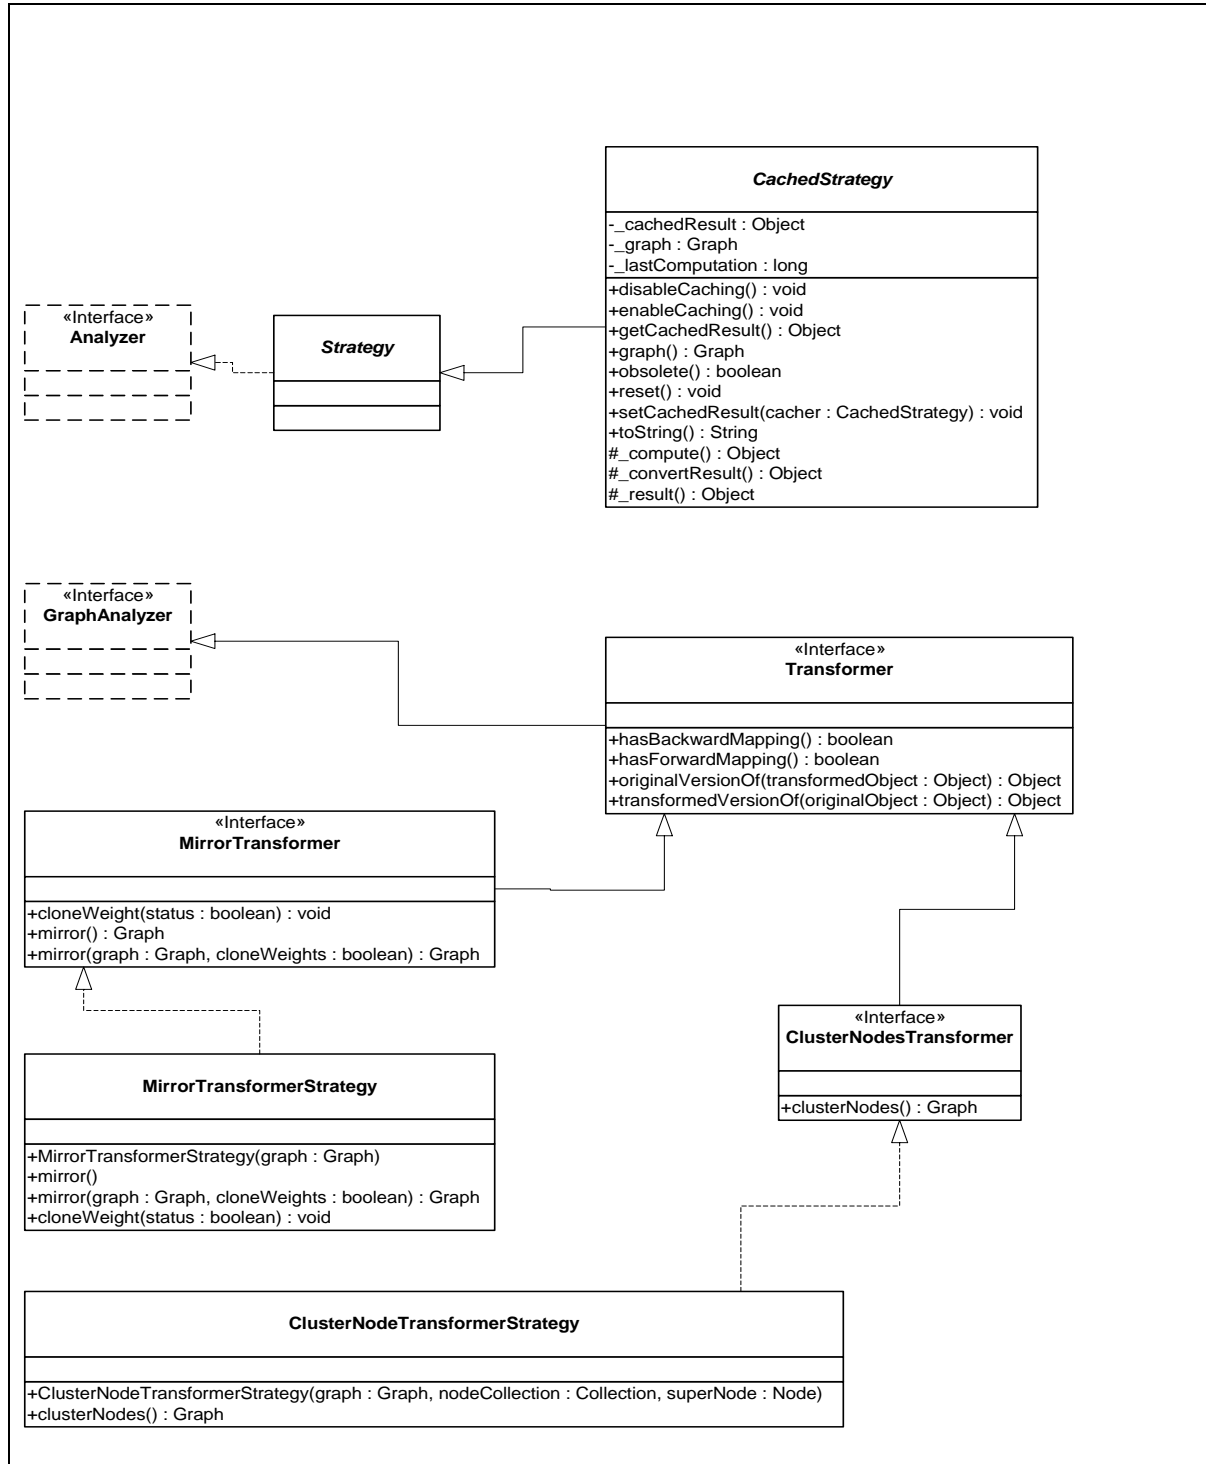 CachedStrategy
-_cachedResult : Object
-_graph : Graph
-_lastComputation : long
+disableCaching() : void
+enableCaching() : void
+getCachedResult() : Object
+graph() : Graph
+obsolete() : boolean
+reset() : void
+setCachedResult(cacher : CachedStrategy) : void
+toString() : String
#_compute() : Object
#_convertResult() : Object
#_result() : Object
«Interface»
Analyzer
Strategy
«Interface»
GraphAnalyzer
«Interface»
Transformer
+hasBackwardMapping() : boolean
+hasForwardMapping() : boolean
+originalVersionOf(transformedObject : Object) : Object
+transformedVersionOf(originalObject : Object) : Object
«Interface»
MirrorTransformer
+cloneWeight(status : boolean) : void
+mirror() : Graph
+mirror(graph : Graph, cloneWeights : boolean) : Graph
«Interface»
ClusterNodesTransformer
+clusterNodes() : Graph
MirrorTransformerStrategy
+MirrorTransformerStrategy(graph : Graph)
+mirror()
+mirror(graph : Graph, cloneWeights : boolean) : Graph
+cloneWeight(status : boolean) : void
ClusterNodeTransformerStrategy
+ClusterNodeTransformerStrategy(graph : Graph, nodeCollection : Collection, superNode : Node)
+clusterNodes() : Graph